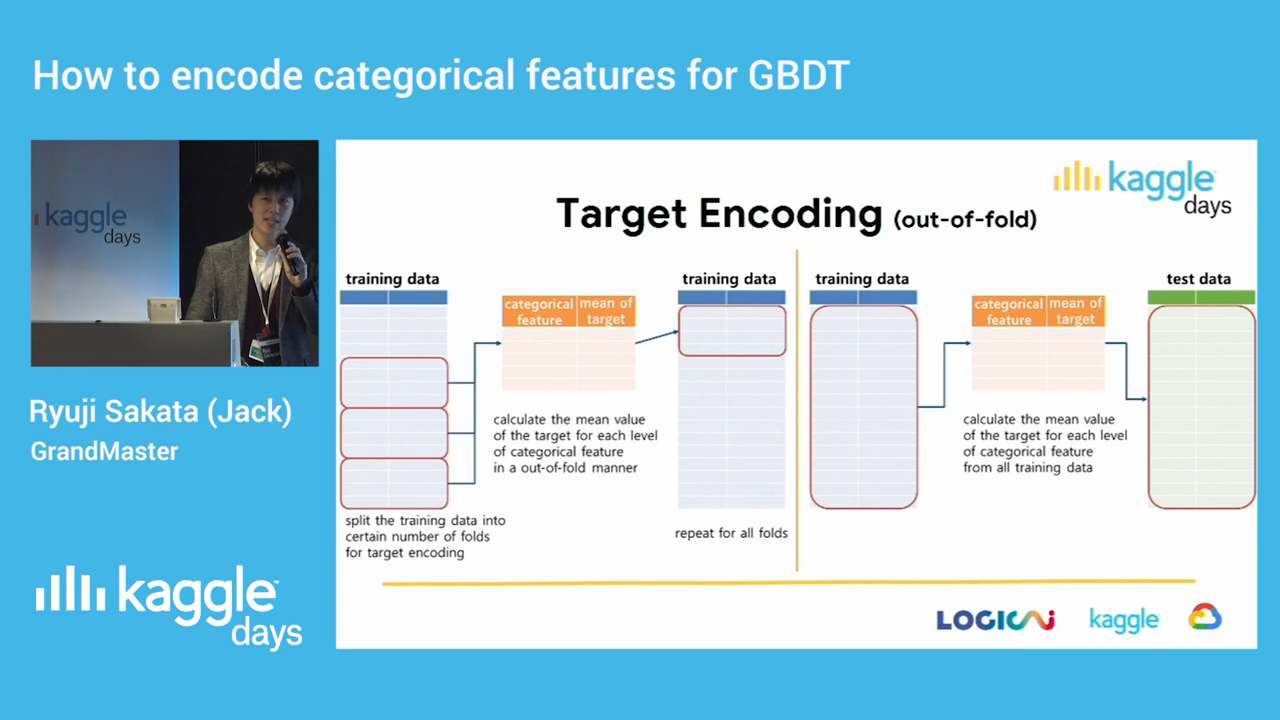 How to encode categorical features for GBDT
kaggle
days
Ryuji Sakata (Jack)
GrandMaster
kaggle
days
kaggle
days
Target Encoding (out-of-fold)
training data
categorical feature
mean of target
training data
calculate the mean value
of the target for each level
of categorical feature
in a out-of-fold manner
split the training data into
certain number of folds
for target encoding
repeat for all folds
training data
categorical feature
mean of target
test data
calculate the mean value
of the target for each level
of categorical feature
from all training data
LOGICAI
kaggle